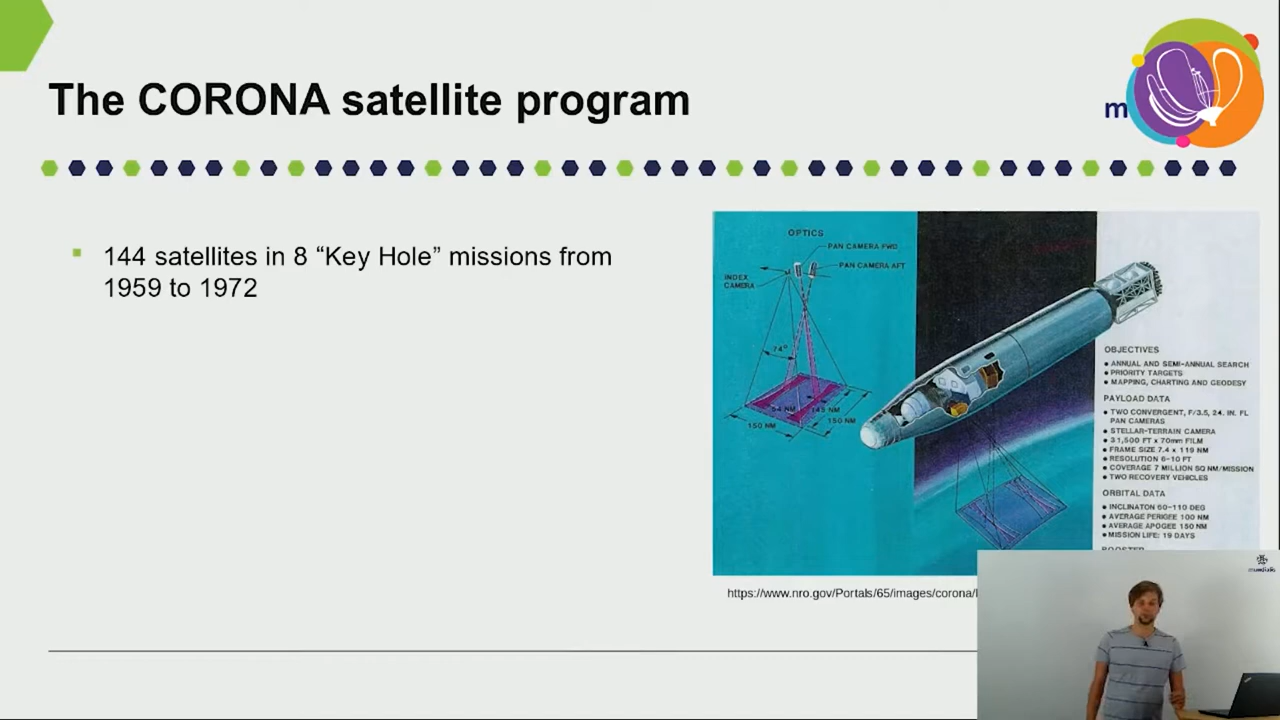 The CORONA satellite program
m
144 satellites in 8 “Key Hole” missions from
1959 to 1972
OPTICS
PAN CAMERA FWD
PAN CAMERA AFT
INDEX
CAMERA
74°
54 NM
145 NM
150 NM
150 NM
OBJECTIVES
• ANNUAL AND SEMI-ANNUAL SEARCH
• PRIORITY TARGETS
• MAPPING, CHARTING AND GEODESY
PAYLOAD DATA
• TWO CONVERGENT, F/3.5, 24. IN. FL
PAN CAMERAS
• STELLAR-TERRAIN CAMERA
• 31,500 FT x 70mm FILM
• FRAME SIZE 7.4 x 119 NM
• RESOLUTION 6-10 FT
• COVERAGE 7 MILLION SQ NM/MISSION
• TWO RECOVERY VEHICLES
ORBITAL DATA
• INCLINATON 60-110 DEG
• AVERAGE PERIGEE 100 NM
• AVERAGE APOGEE 150 NM
• MISSION LIFE: 19 DAYS
https://www.nro.gov/Portals/65/images/corona/
mundialis